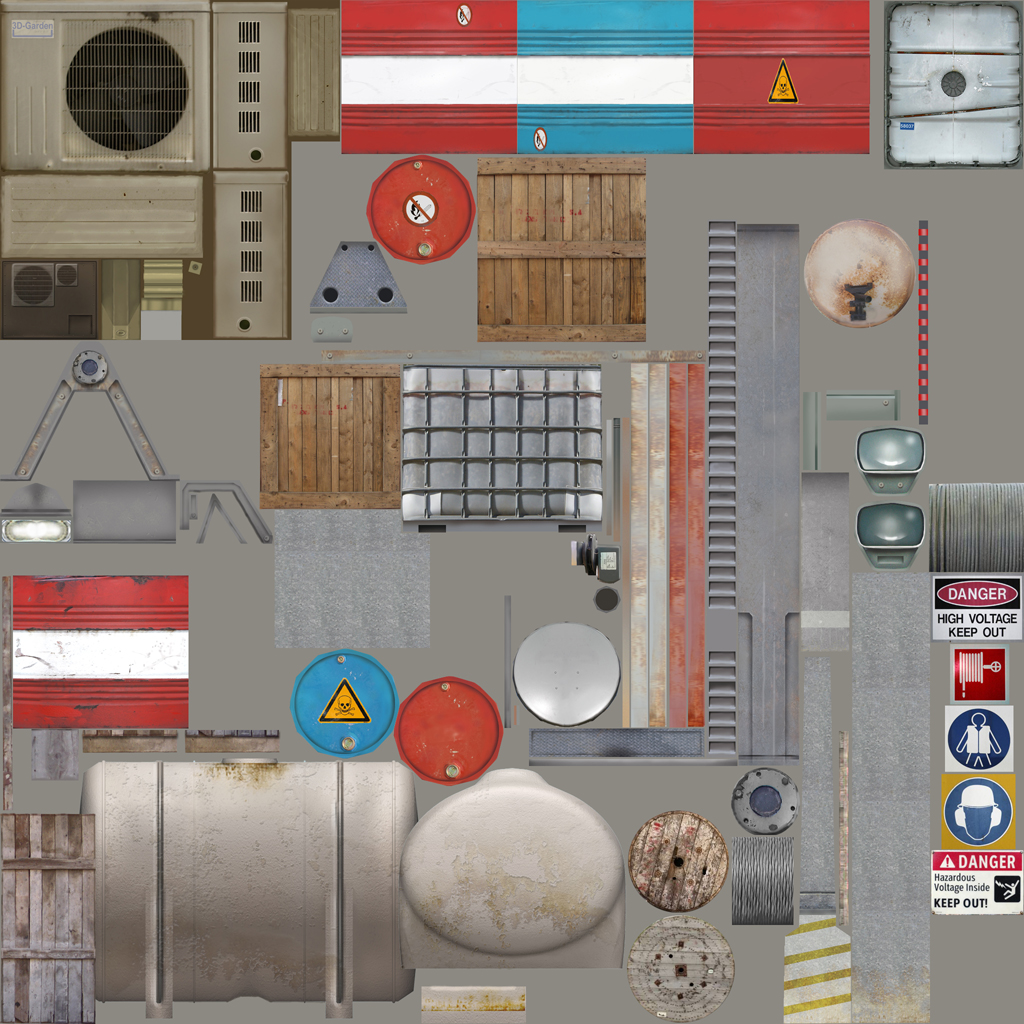 3D-Garden
DANGER
HIGH VOLTAGE
KEEP OUT
DANGER
Hazardous
Voltage Inside
KEEP OUT!